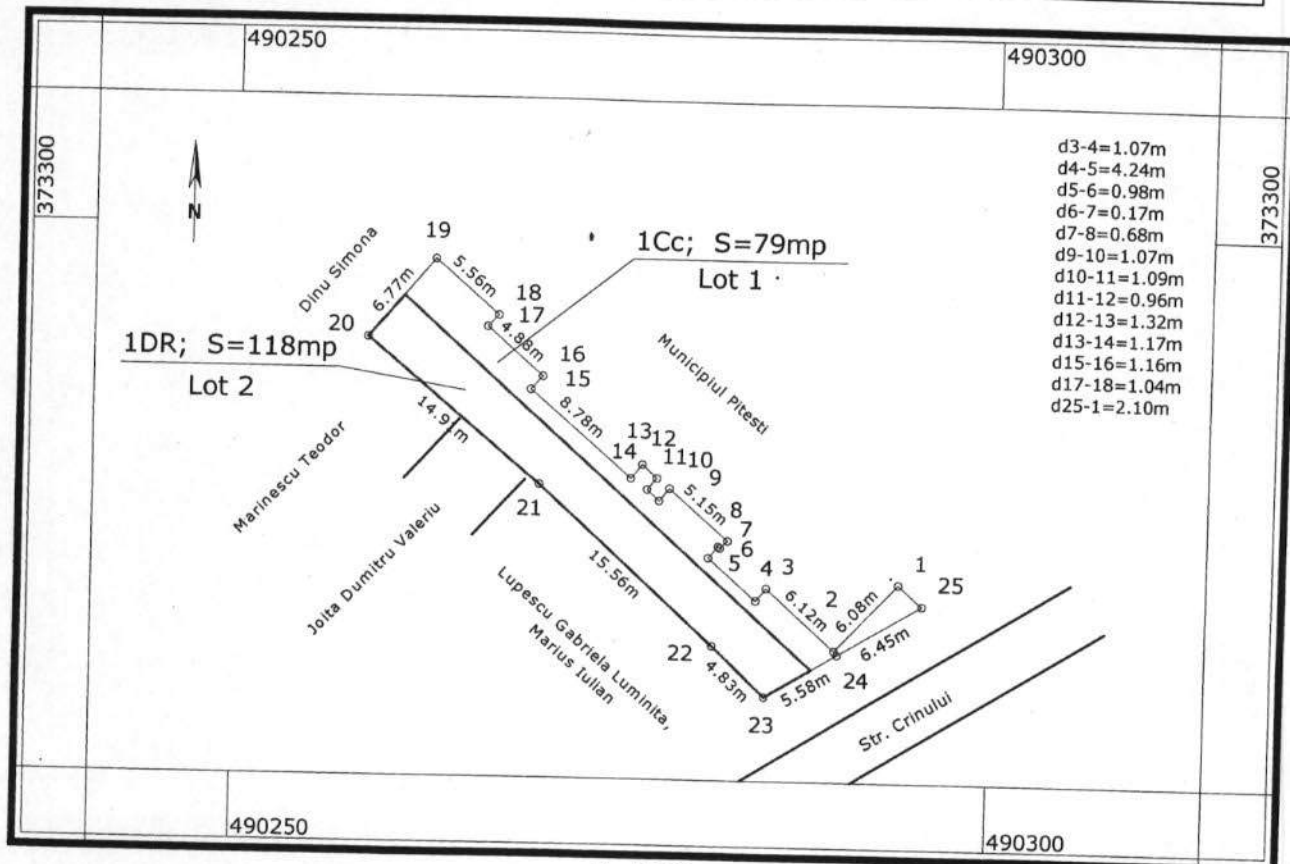 490250
490300
373300
373300
N
d3-4=1.07m
d4-5=4.24m
d5-6=0.98m
d6-7=0.17m
d7-8=0.68m
d9-10=1.07m
d10-11=1.09m
d11-12=0.96m
d12-13=1.32m
d13-14=1.17m
d15-16=1.16m
d17-18=1.04m
d25-1=2.10m
19
Dinu Simona
6.77m
5.56m
1Cc; S=79mp
Lot 1
18
17
20
4.88m
1DR; S=118mp
Lot 2
16
15
Municipiul Pitesti
8.78m
14.91m
13
12
14
11
10
9
Marinescu Teodor
21
5.15m
8
7
6
5
Joita Dumitru Valeriu
15.56m
4
3
6.12m
2
6.08m
1
25
Lupescu Gabriela Luminita,
Marius Iulian
22
6.45m
4.83m
5.58m
24
23
Str. Crinului
490250
490300